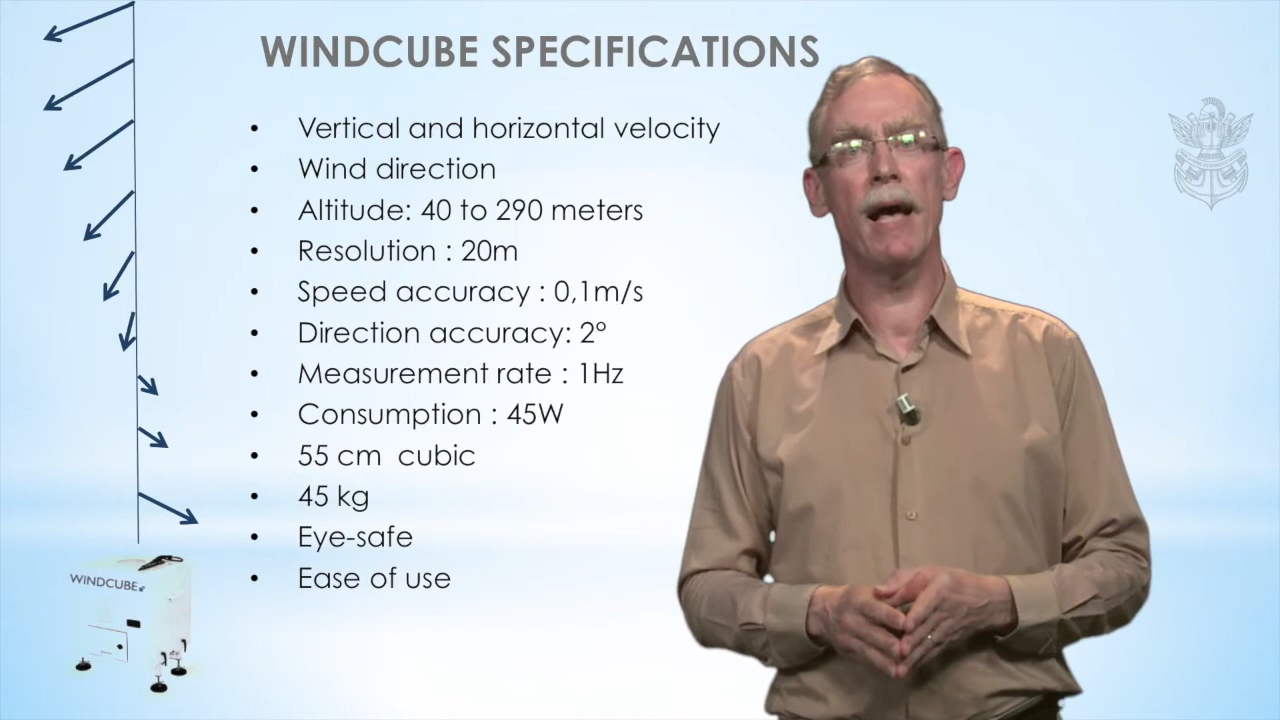 WINDCUBE SPECIFICATIONS
• Vertical and horizontal velocity
• Wind direction
• Altitude: 40 to 290 meters
• Resolution : 20m
• Speed accuracy : 0,1m/s
• Direction accuracy: 2°
• Measurement rate : 1Hz
• Consumption : 45W
• 55 cm  cubic
• 45 kg
• Eye-safe
• Ease of use
WINDCUBE